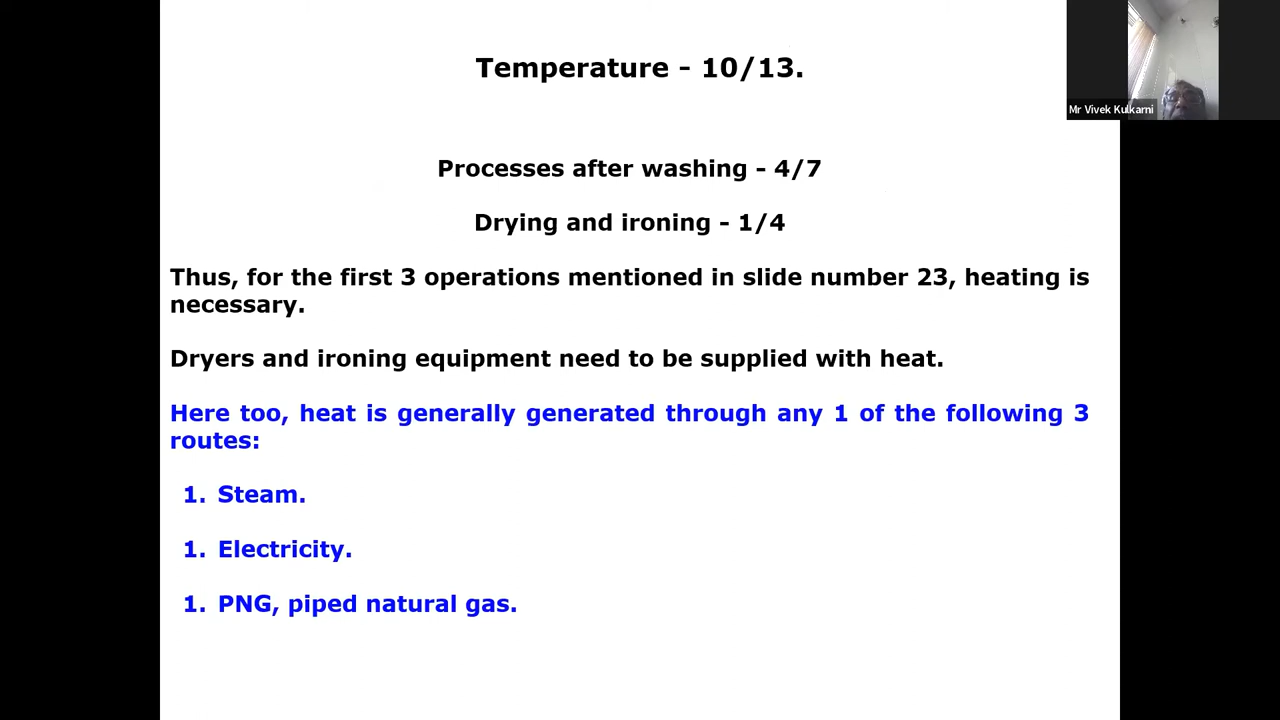 Temperature - 10/13.
Mr Vivek Kulkarni
Processes after washing - 4/7
Drying and ironing - 1/4
Thus, for the first 3 operations mentioned in slide number 23, heating is
necessary.
Dryers and ironing equipment need to be supplied with heat.
Here too, heat is generally generated through any 1 of the following 3
routes:
1. Steam.
1. Electricity.
1. PNG, piped natural gas.